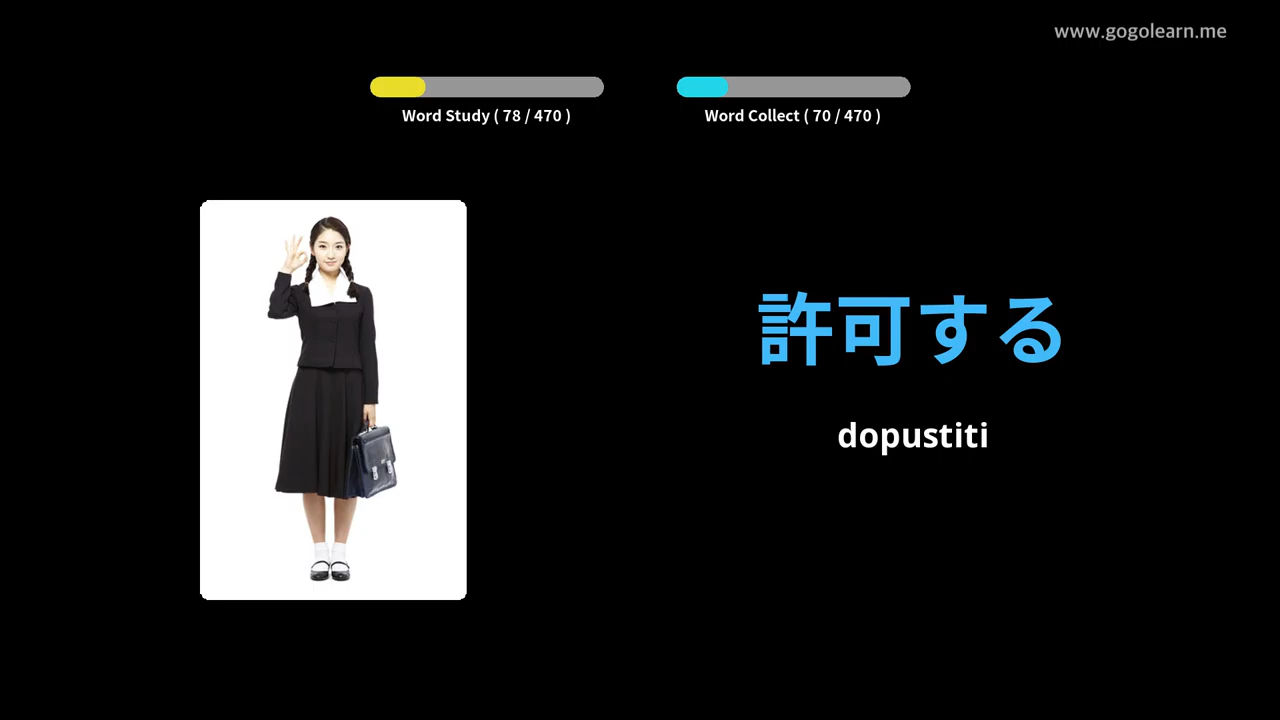 www.gogolearn.me
Word Study ( 78 / 470 )
Word Collect ( 70 / 470 )
許可する
dopustiti